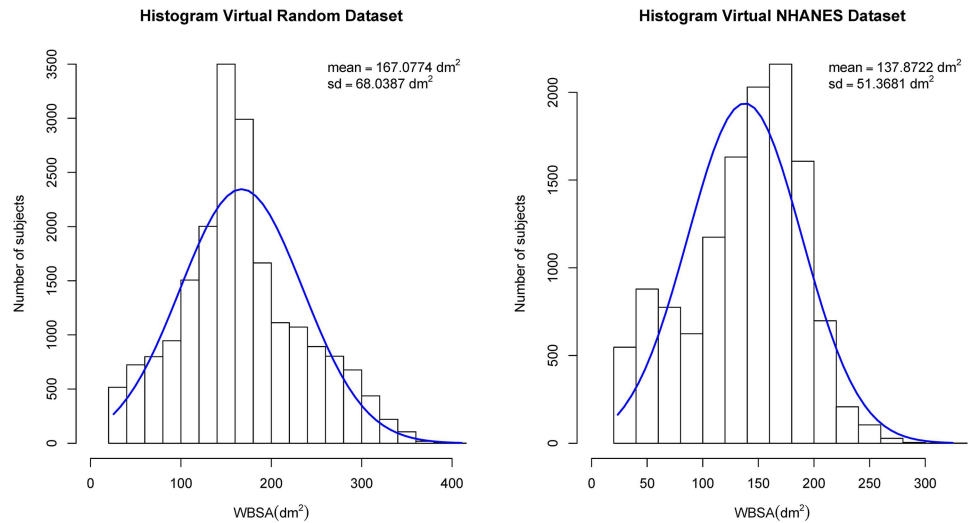 Histogram Virtual Random Dataset
mean = 167.0774 dm²
sd = 68.0387 dm²
Number of subjects
3500
3000
2500
2000
1500
1000
500
0
0 100 200 300 400
WBSA(dm²)
Histogram Virtual NHANES Dataset
mean = 137.8722 dm²
sd = 51.3681 dm²
Number of subjects
2000
1500
1000
500
0
0 50 100 150 200 250 300
WBSA(dm²)